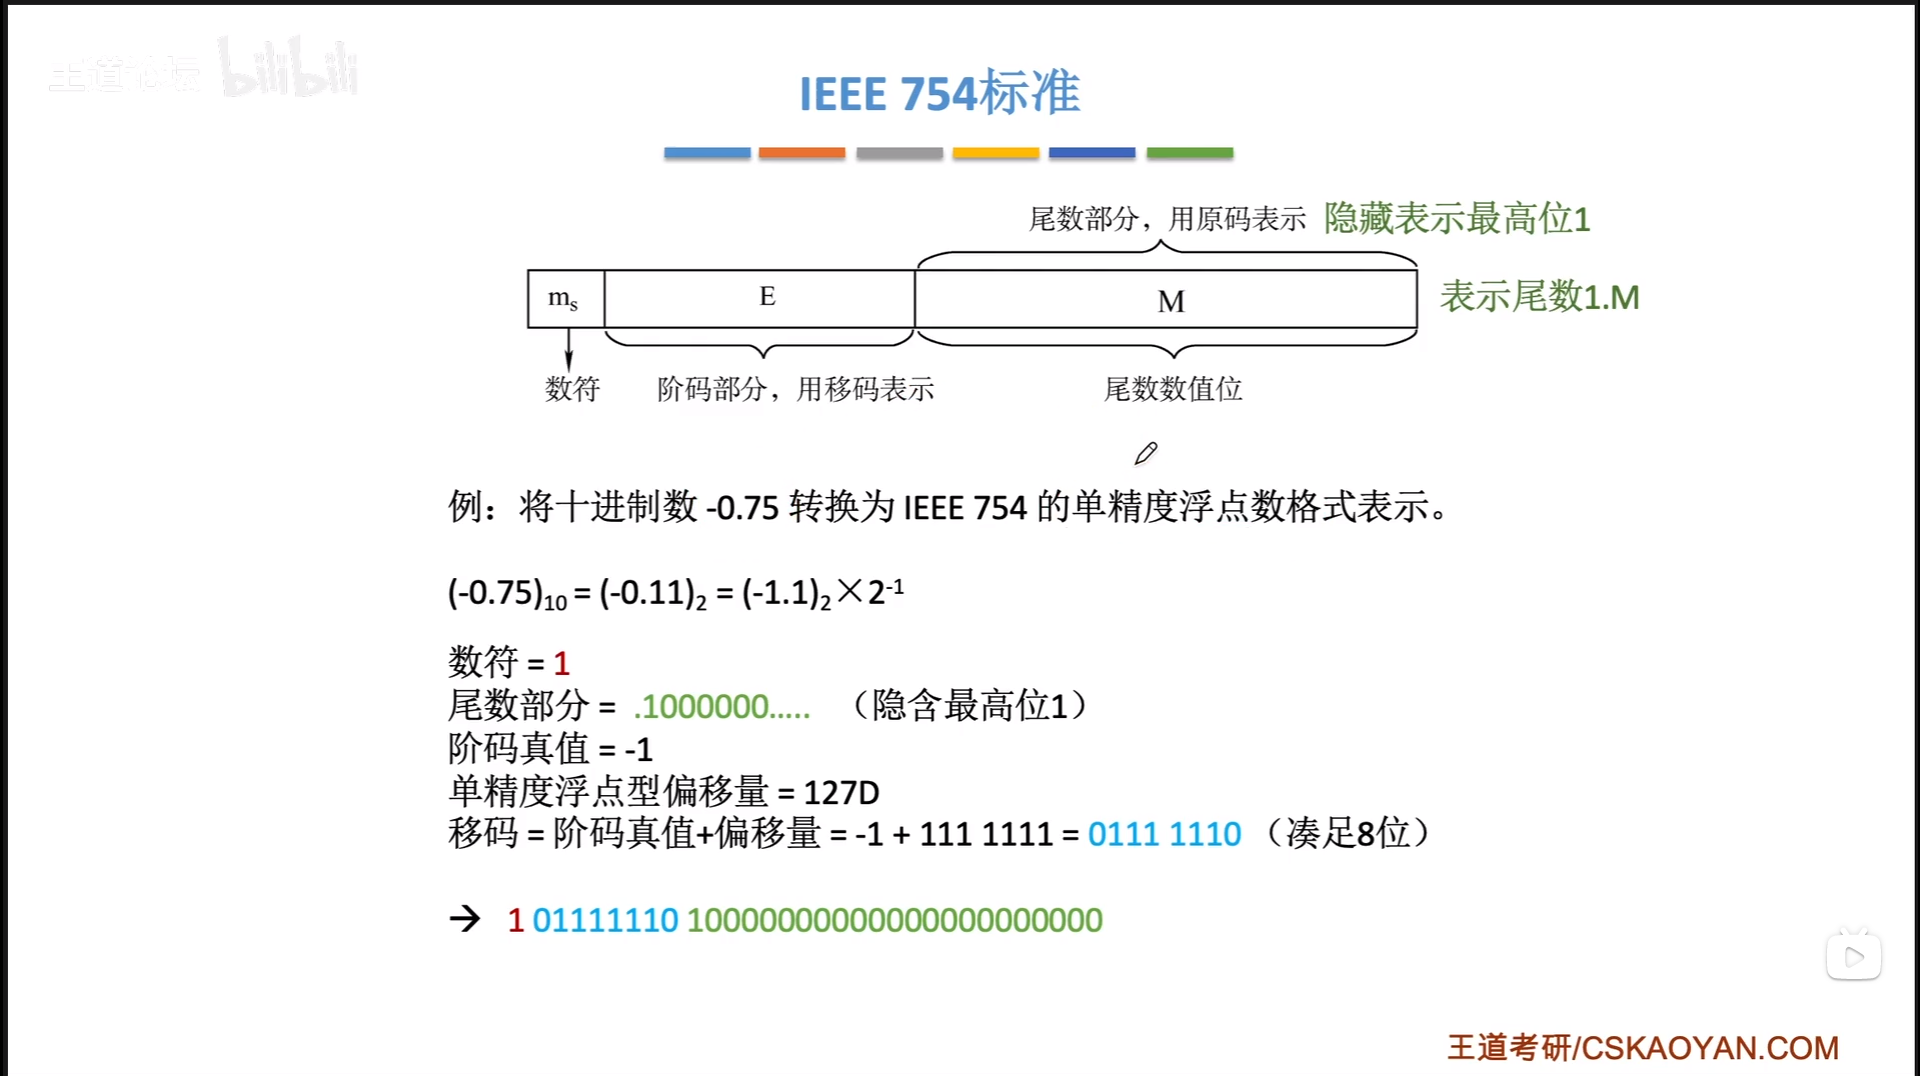 王道论坛 bilibili
IEEE 754标准
尾数部分，用原码表示 隐藏表示最高位1
mₛ E M 表示尾数1.M
数符 阶码部分，用移码表示 尾数数值位
例：将十进制数 -0.75 转换为 IEEE 754 的单精度浮点数格式表示。
(-0.75)₁₀ = (-0.11)₂ = (-1.1)₂×2⁻¹
数符 = 1
尾数部分 = .1000000..... （隐含最高位1）
阶码真值 = -1
单精度浮点型偏移量 = 127D
移码 = 阶码真值+偏移量 = -1 + 111 1111 = 0111 1110 （凑足8位）
→ 1 01111110 10000000000000000000000
王道考研/CSKAOYAN.COM